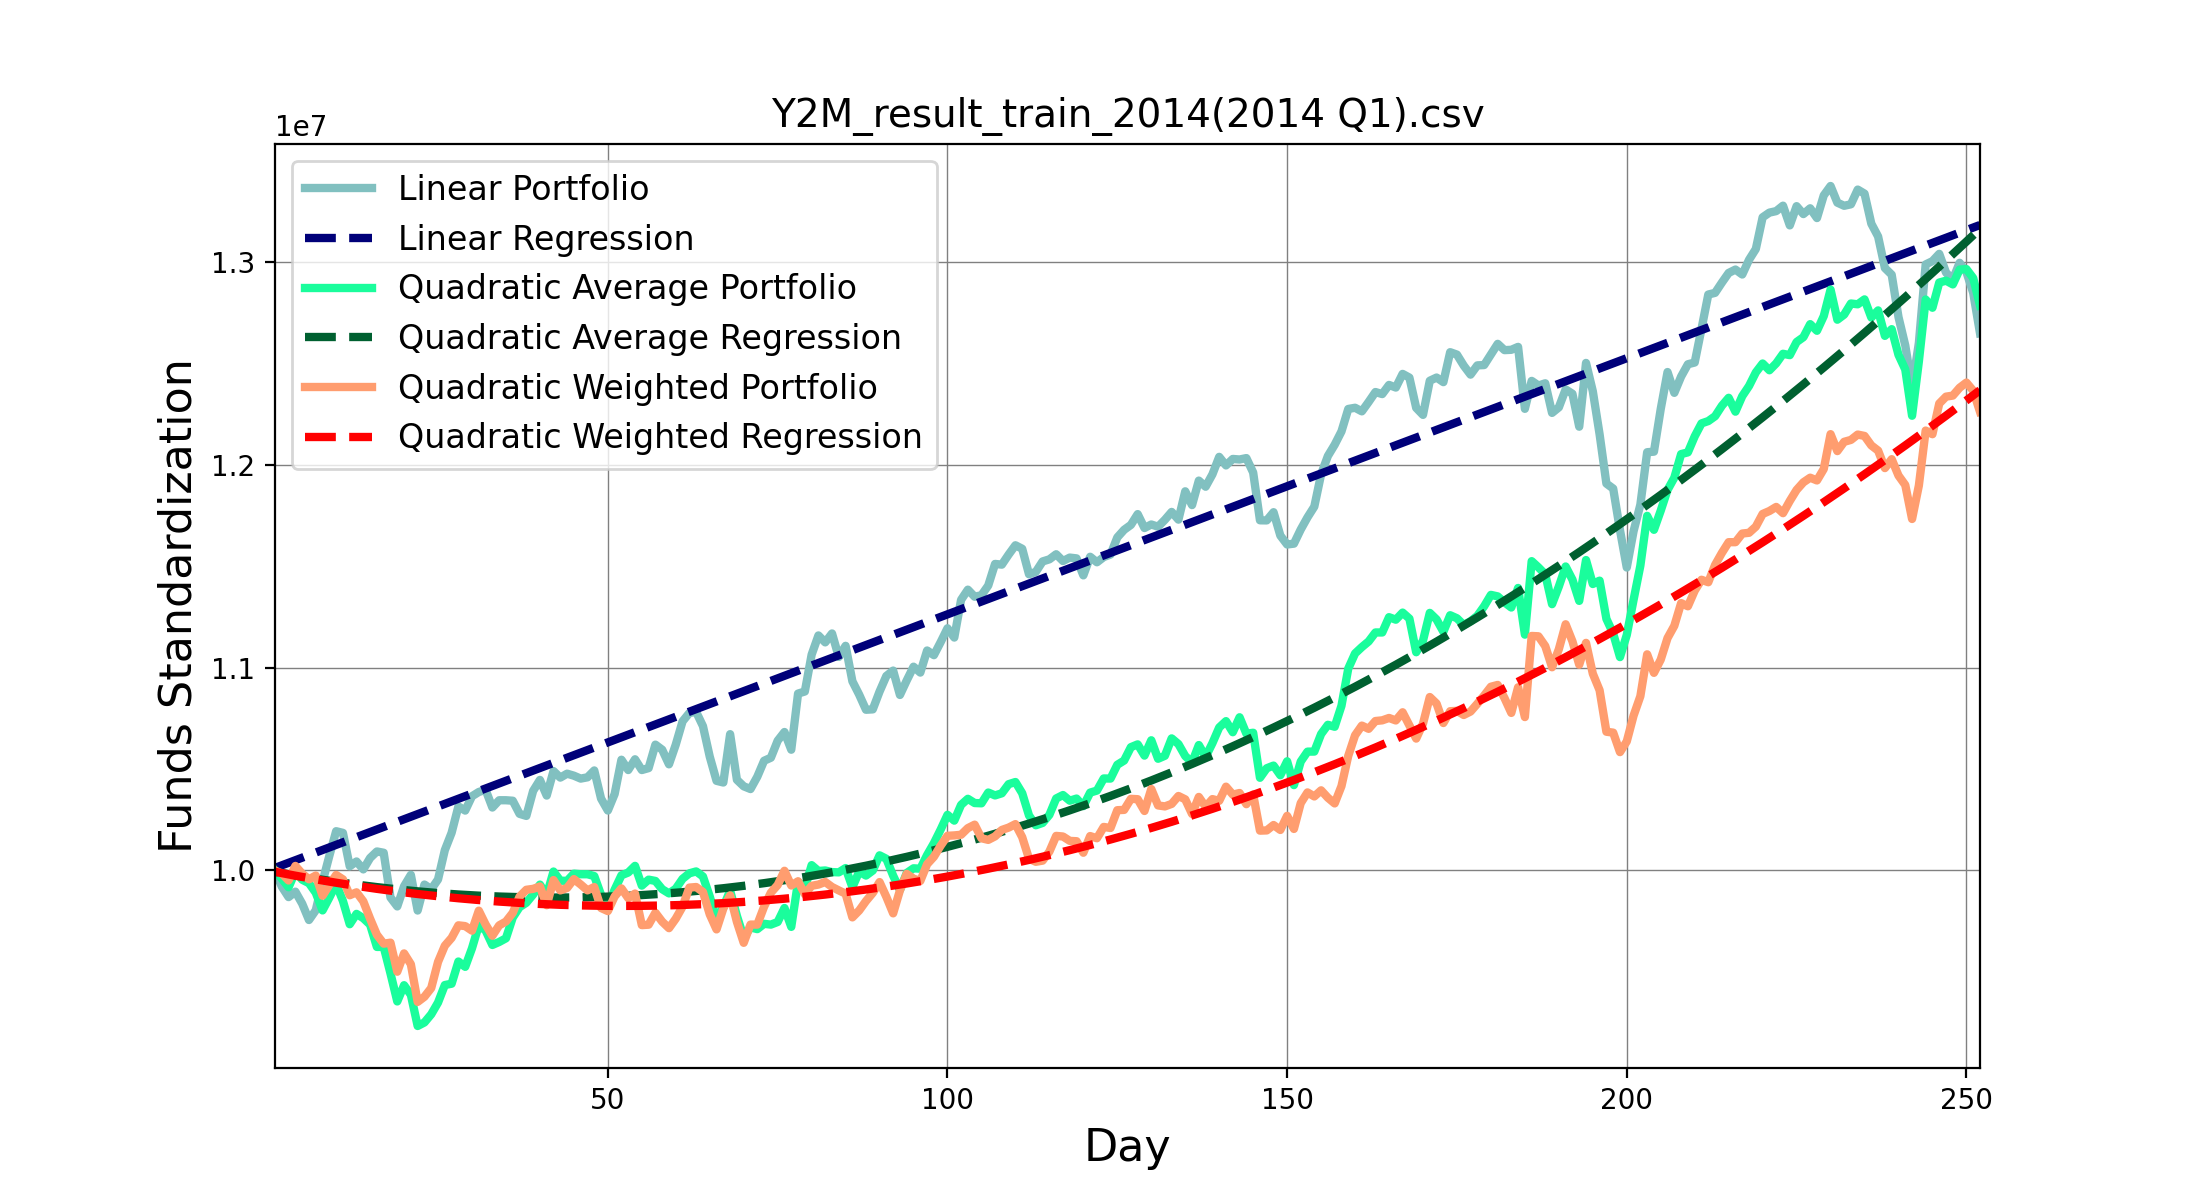 Y2M_result_train_2014(2014 Q1).csv
1e7
Linear Portfolio
Linear Regression
Quadratic Average Portfolio
Quadratic Average Regression
Quadratic Weighted Portfolio
Quadratic Weighted Regression
1.3
1.2
1.1
1.0
Funds Standardization
50
100
150
200
250
Day